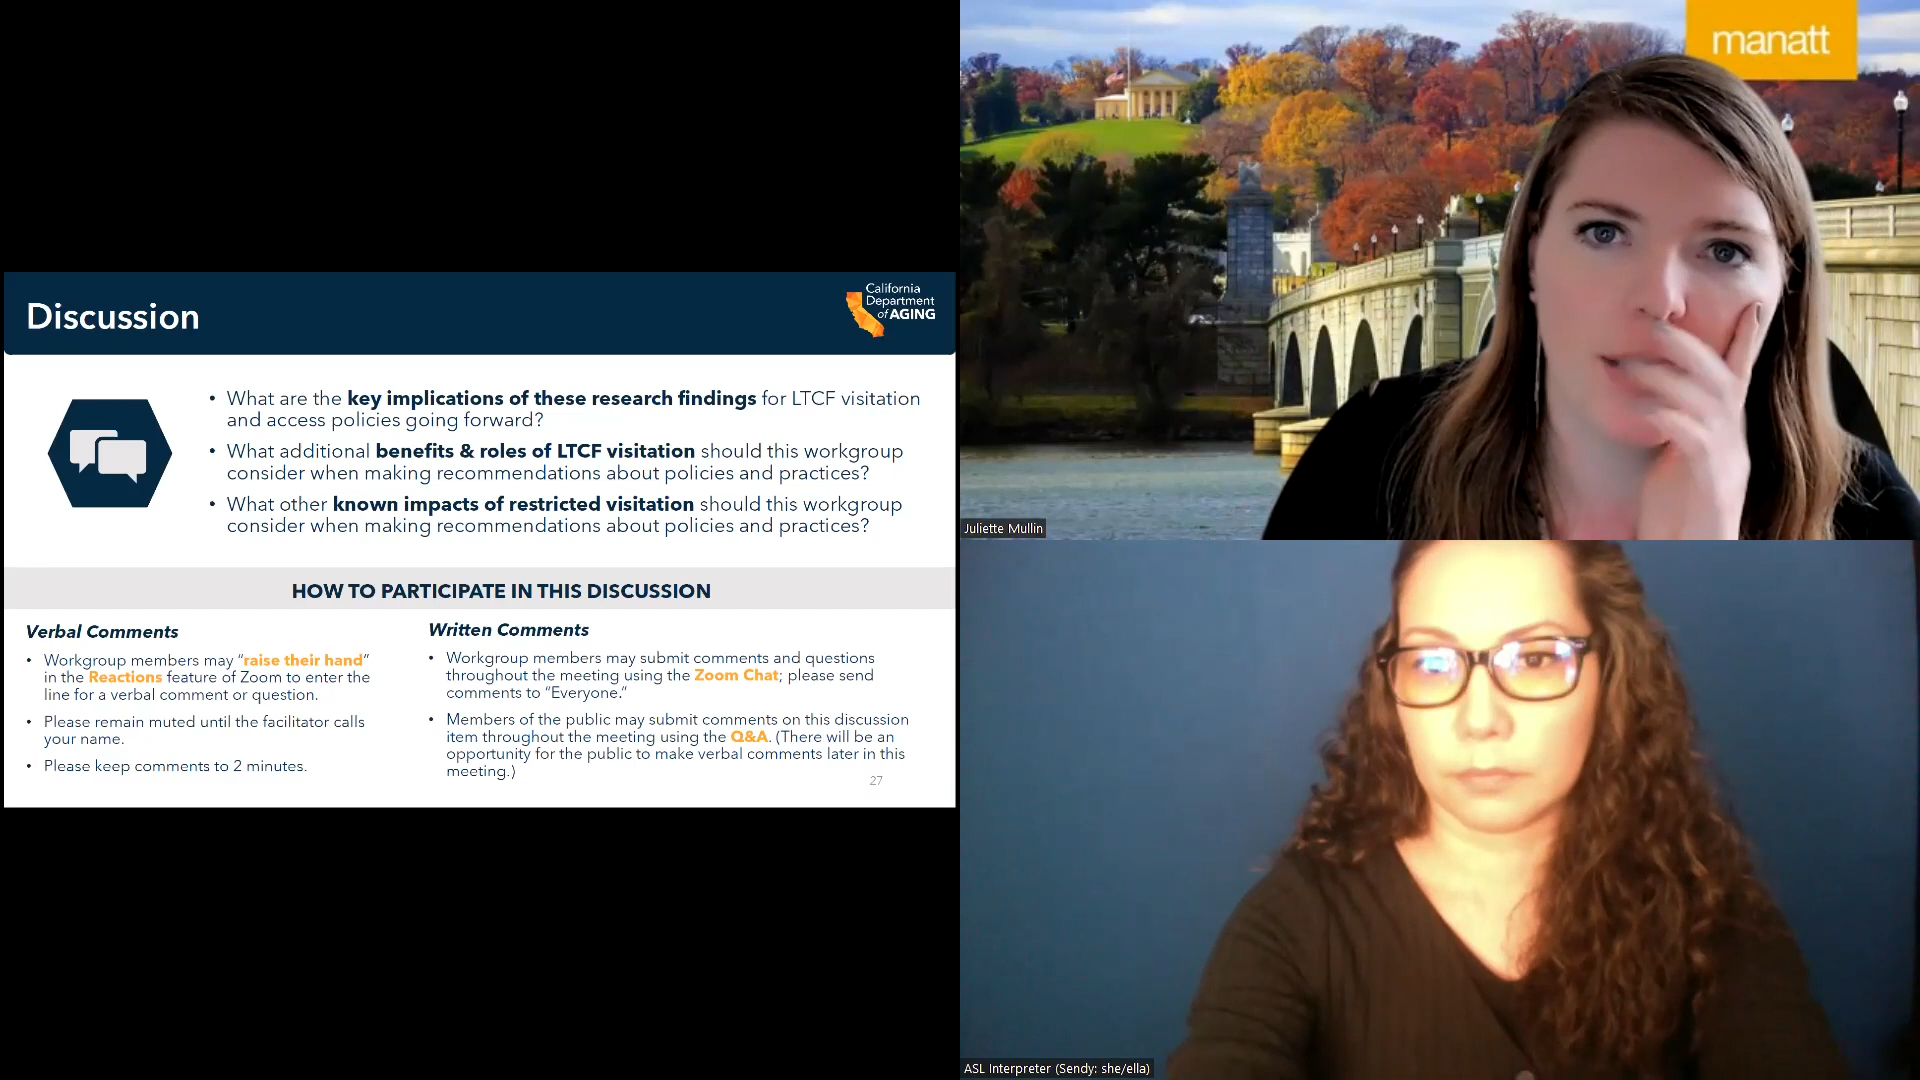 Discussion
California
Department
of AGING
• What are the key implications of these research findings for LTCF visitation
and access policies going forward?
• What additional benefits & roles of LTCF visitation should this workgroup
consider when making recommendations about policies and practices?
• What other known impacts of restricted visitation should this workgroup
consider when making recommendations about policies and practices?
HOW TO PARTICIPATE IN THIS DISCUSSION
Verbal Comments
• Workgroup members may “raise their hand”
in the Reactions feature of Zoom to enter the
line for a verbal comment or question.
• Please remain muted until the facilitator calls
your name.
• Please keep comments to 2 minutes.
Written Comments
• Workgroup members may submit comments and questions
throughout the meeting using the Zoom Chat; please send
comments to “Everyone.”
• Members of the public may submit comments on this discussion
item throughout the meeting using the Q&A. (There will be an
opportunity for the public to make verbal comments later in this
meeting.)
27
manatt
Juliette Mullin
ASL Interpreter (Sendy: she/ella)